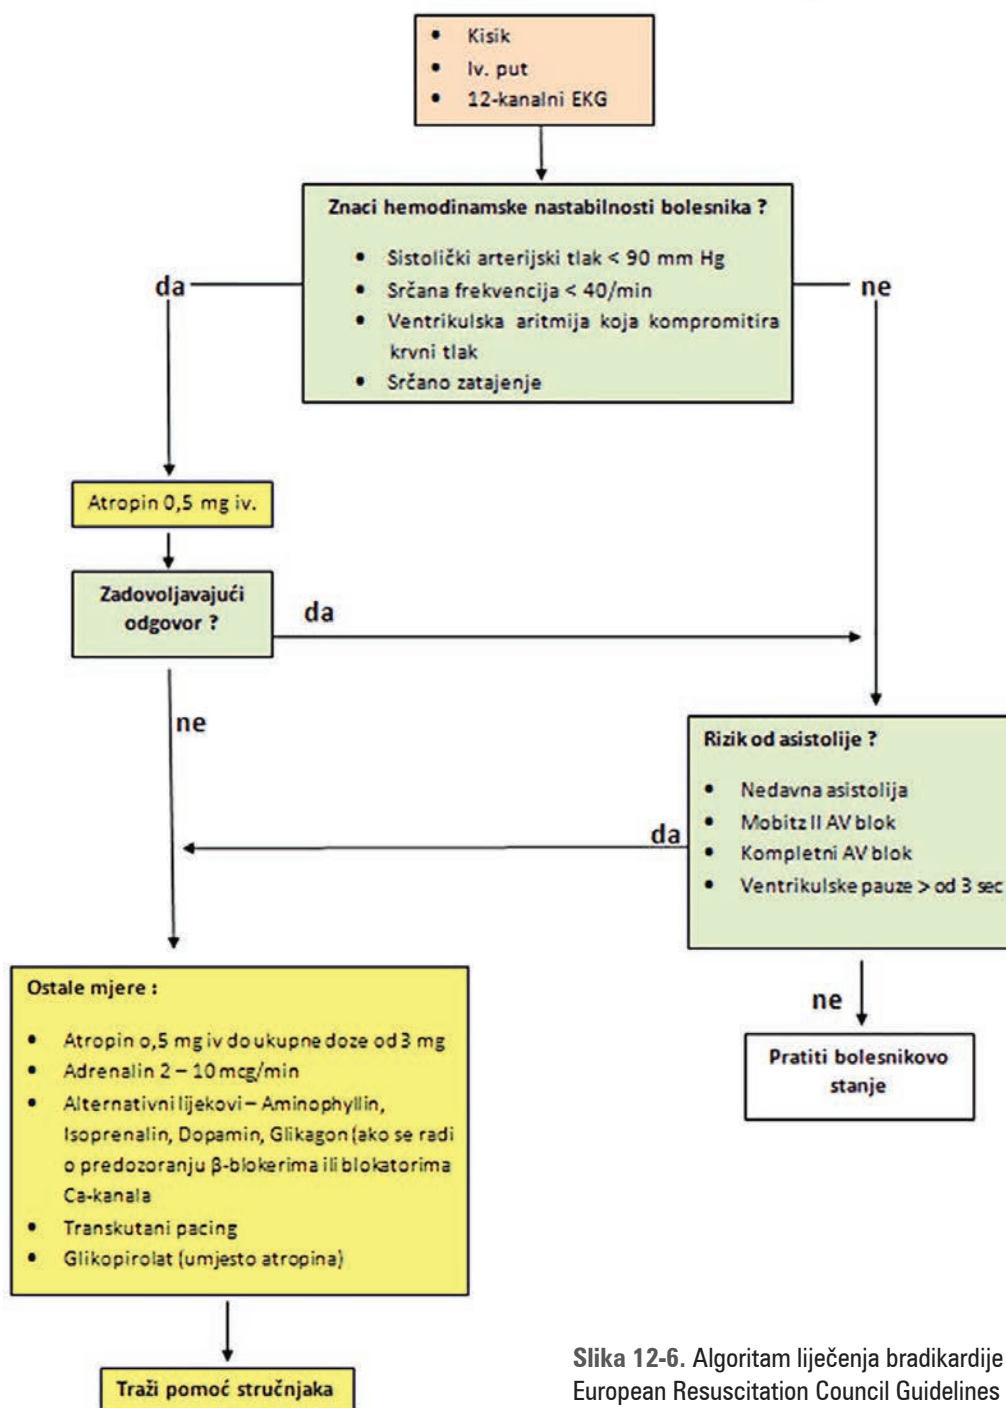 • Kisik
• Iv. put
• 12-kanalni EKG
Znaci hemodinamske nastabilnosti bolesnika ?
• Sistolički arterijski tlak < 90 mm Hg
• Srčana frekvencija < 40/min
• Ventrikulska aritmija koja kompromitira
krvni tlak
• Srčano zatajenje
da
ne
Atropin 0,5 mg iv.
Zadovoljavajući
odgovor ?
da
ne
Rizik od asistolije ?
• Nedavna asistolija
• Mobitz II AV blok
• Kompletni AV blok
• Ventrikulske pauze > od 3 sec
da
ne
Pratiti bolesnikovo
stanje
Ostale mjere :
• Atropin o,5 mg iv do ukupne doze od 3 mg
• Adrenalin 2 – 10 mcg/min
• Alternativni lijekovi – Aminophyllin,
Isoprenalin, Dopamin, Glikagon (ako se radi
o predozoranju β-blokerima ili blokatorima
Ca-kanala
• Transkutani pacing
• Glikopirolat (umjesto atropina)
Traži pomoć stručnjaka
Slika 12-6. Algoritam liječenja bradikardije
European Resuscitation Council Guidelines